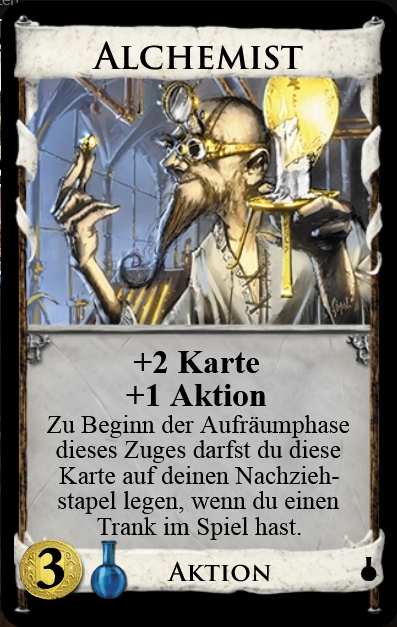 ALCHEMIST
+2 Karte
+1 Aktion
Zu Beginn der Aufräumphase
dieses Zuges darfst du diese
Karte auf deinen Nachzieh-
stapel legen, wenn du einen
Trank im Spiel hast.
3
AKTION